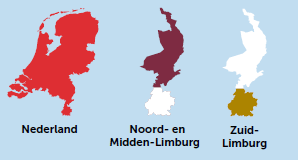 Nederland
Noord- en
Midden-Limburg
Zuid-
Limburg